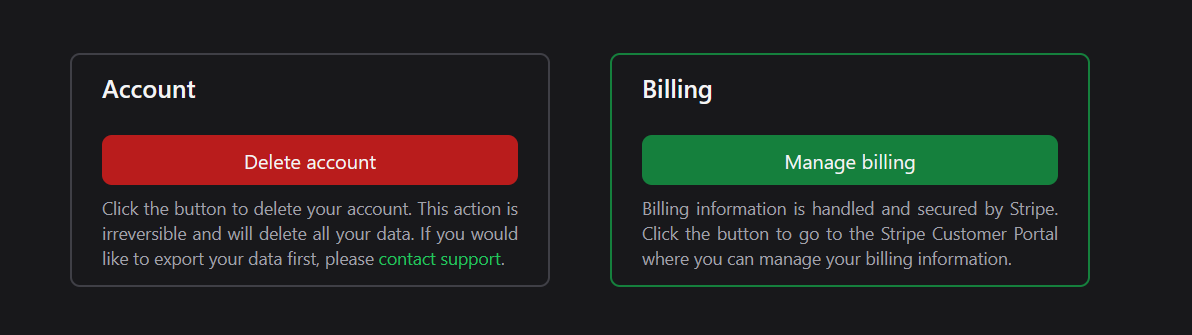 Account
Delete account
Click the button to delete your account. This action is
irreversible and will delete all your data. If you would
like to export your data first, please contact support.
Billing
Manage billing
Billing information is handled and secured by Stripe.
Click the button to go to the Stripe Customer Portal
where you can manage your billing information.